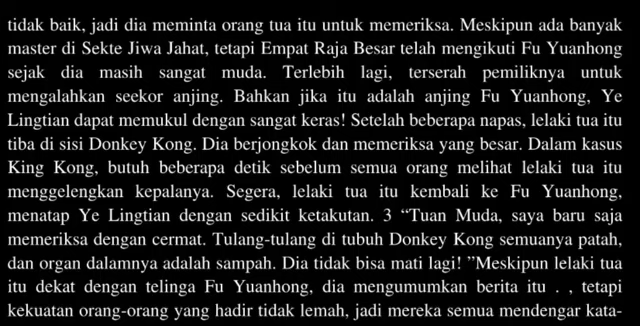 tidak baik, jadi dia meminta orang tua itu untuk memeriksa. Meskipun ada banyak
master di Sekte Jiwa Jahat, tetapi Empat Raja Besar telah mengikuti Fu Yuanhong
sejak dia masih sangat muda. Terlebih lagi, terserah pemiliknya untuk
mengalahkan seekor anjing. Bahkan jika itu adalah anjing Fu Yuanhong, Ye
Lingtian dapat memukul dengan sangat keras! Setelah beberapa napas, lelaki tua itu
tiba di sisi Donkey Kong. Dia berjongkok dan memeriksa yang besar. Dalam kasus
King Kong, butuh beberapa detik sebelum semua orang melihat lelaki tua itu
menggelengkan kepalanya. Segera, lelaki tua itu kembali ke Fu Yuanhong,
menatap Ye Lingtian dengan sedikit ketakutan. 3 “Tuan Muda, saya baru saja
memeriksa dengan cermat. Tulang-tulang di tubuh Donkey Kong semuanya patah,
dan organ dalamnya adalah sampah. Dia tidak bisa mati lagi! ”Meskipun lelaki tua
itu dekat dengan telinga Fu Yuanhong, dia mengumumkan berita itu . , tetapi
kekuatan orang-orang yang hadir tidak lemah, jadi mereka semua mendengar kata-